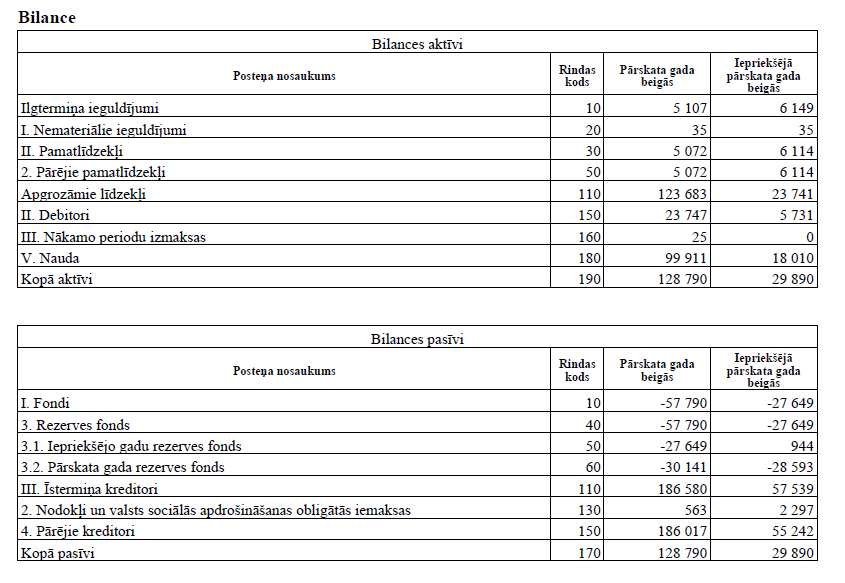 Bilance
Bilances aktīvi
Posteņa nosaukums Rindas kods Pārskata gada beigās Iepriekšējā pārskata gada beigās
Ilgtermiņa ieguldījumi 10 5 107 6 149
I. Nemateriālie ieguldījumi 20 35 35
II. Pamatlīdzekļi 30 5 072 6 114
2. Pārējie pamatlīdzekļi 50 5 072 6 114
Apgrozāmie līdzekļi 110 123 683 23 741
II. Debitori 150 23 747 5 731
III. Nākamo periodu izmaksas 160 25 0
V. Nauda 180 99 911 18 010
Kopā aktīvi 190 128 790 29 890
Bilances pasīvi
Posteņa nosaukums Rindas kods Pārskata gada beigās Iepriekšējā pārskata gada beigās
I. Fondi 10 -57 790 -27 649
3. Rezerves fonds 40 -57 790 -27 649
3.1. Iepriekšējo gadu rezerves fonds 50 -27 649 944
3.2. Pārskata gada rezerves fonds 60 -30 141 -28 593
III. Īstermiņa kreditori 110 186 580 57 539
2. Nodokļi un valsts sociālās apdrošināšanas obligātās iemaksas 130 563 2 297
4. Pārējie kreditori 150 186 017 55 242
Kopā pasīvi 170 128 790 29 890